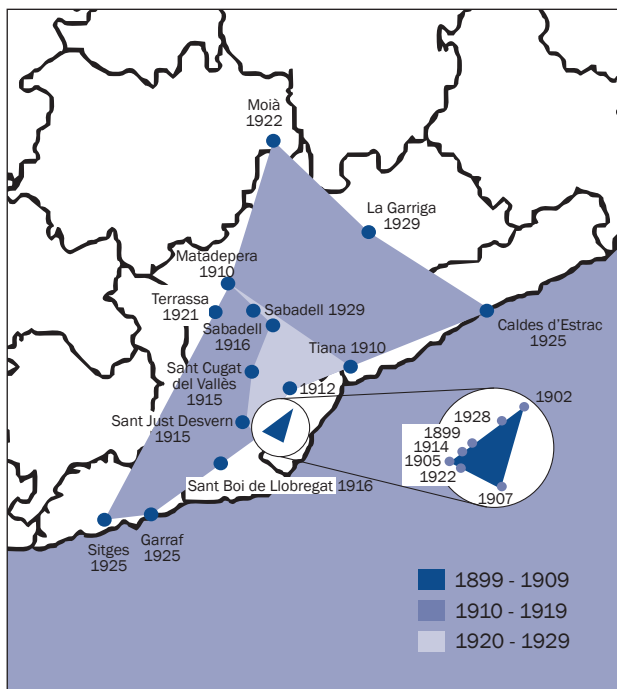 Moià
1922
La Garriga
1929
Matadepera
1910
Terrassa
1921
Sabadell 1929
Sabadell
1916
Caldes d’Estrac
1925
Tiana 1910
Sant Cugat
del Vallès
1915
1912
1902
1928
Sant Just Desvern
1915
1899
1914
1905
1922
1907
Sant Boi de Llobregat 1916
Sitges
1925
Garraf
1925
1899 - 1909
1910 - 1919
1920 - 1929